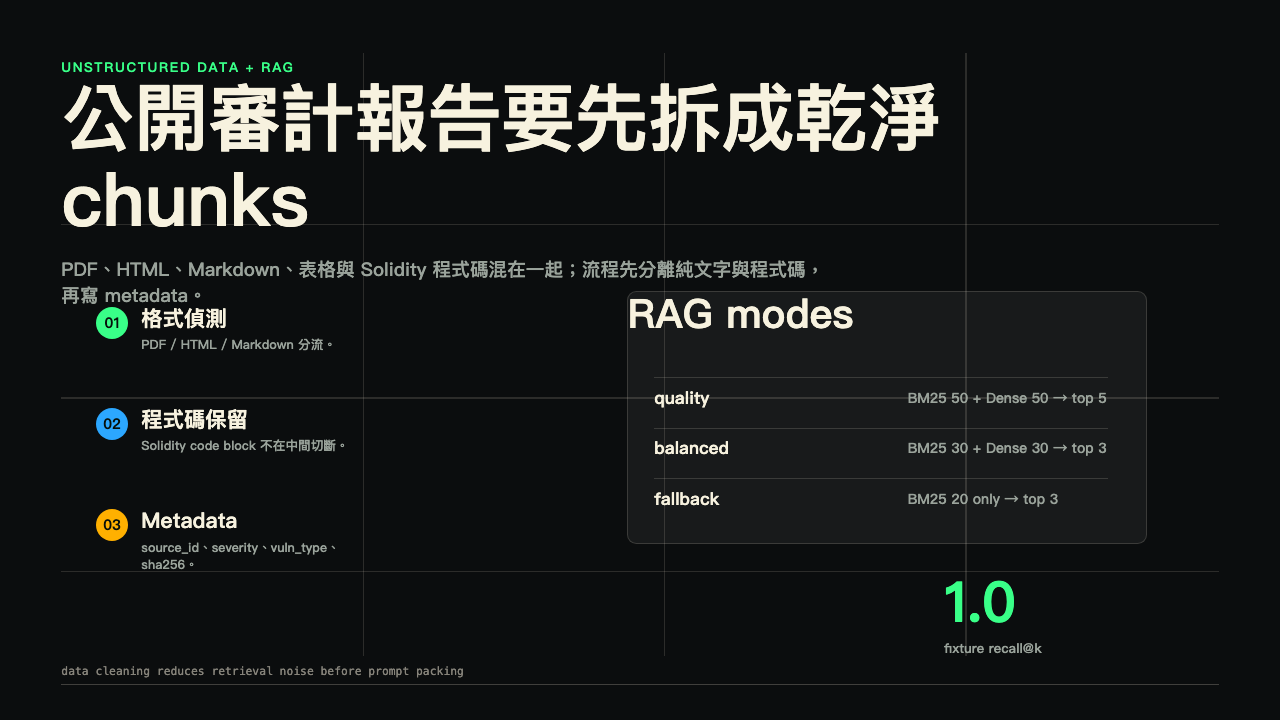 UNSTRUCTURED DATA + RAG
公開審計報告要先拆成乾淨
chunks
PDF、HTML、Markdown、表格與 Solidity 程式碼混在一起；流程先分離純文字與程式碼，
再寫 metadata。
01 格式偵測
PDF / HTML / Markdown 分流。
02 程式碼保留
Solidity code block 不在中間切斷。
03 Metadata
source_id、severity、vuln_type、
sha256。
RAG modes
quality BM25 50 + Dense 50 → top 5
balanced BM25 30 + Dense 30 → top 3
fallback BM25 20 only → top 3
1.0
fixture recall@k
data cleaning reduces retrieval noise before prompt packing